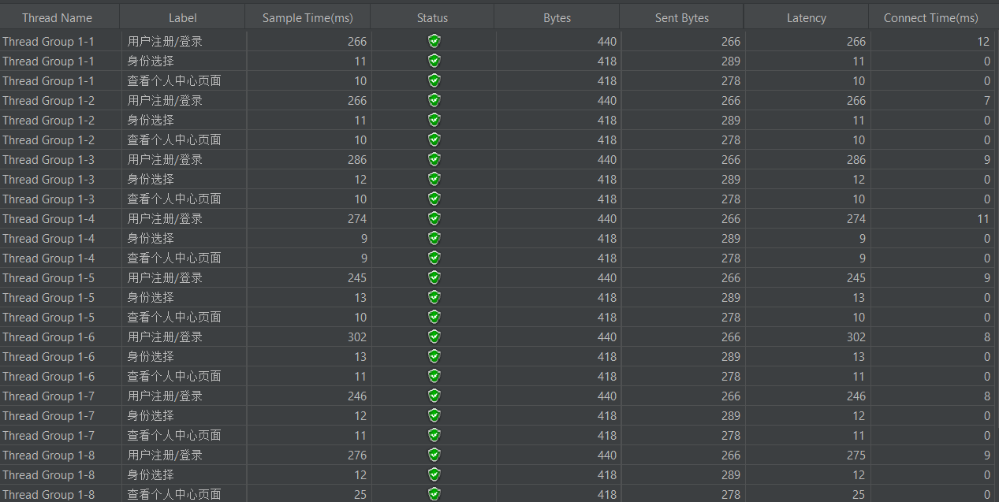 Thread Name Label Sample Time(ms) Status Bytes Sent Bytes Latency Connect Time(ms)
Thread Group 1-1 用户注册/登录 266 440 266 266 12
Thread Group 1-1 身份选择 11 418 289 11 0
Thread Group 1-1 查看个人中心页面 10 418 278 10 0
Thread Group 1-2 用户注册/登录 266 440 266 266 7
Thread Group 1-2 身份选择 11 418 289 11 0
Thread Group 1-2 查看个人中心页面 10 418 278 10 0
Thread Group 1-3 用户注册/登录 286 440 266 286 9
Thread Group 1-3 身份选择 12 418 289 12 0
Thread Group 1-3 查看个人中心页面 10 418 278 10 0
Thread Group 1-4 用户注册/登录 274 440 266 274 11
Thread Group 1-4 身份选择 9 418 289 9 0
Thread Group 1-4 查看个人中心页面 9 418 278 9 0
Thread Group 1-5 用户注册/登录 245 440 266 245 9
Thread Group 1-5 身份选择 13 418 289 13 0
Thread Group 1-5 查看个人中心页面 10 418 278 10 0
Thread Group 1-6 用户注册/登录 302 440 266 302 8
Thread Group 1-6 身份选择 13 418 289 13 0
Thread Group 1-6 查看个人中心页面 11 418 278 11 0
Thread Group 1-7 用户注册/登录 246 440 266 246 8
Thread Group 1-7 身份选择 12 418 289 12 0
Thread Group 1-7 查看个人中心页面 11 418 278 11 0
Thread Group 1-8 用户注册/登录 276 440 266 275 9
Thread Group 1-8 身份选择 12 418 289 12 0
Thread Group 1-8 查看个人中心页面 25 418 278 25 0